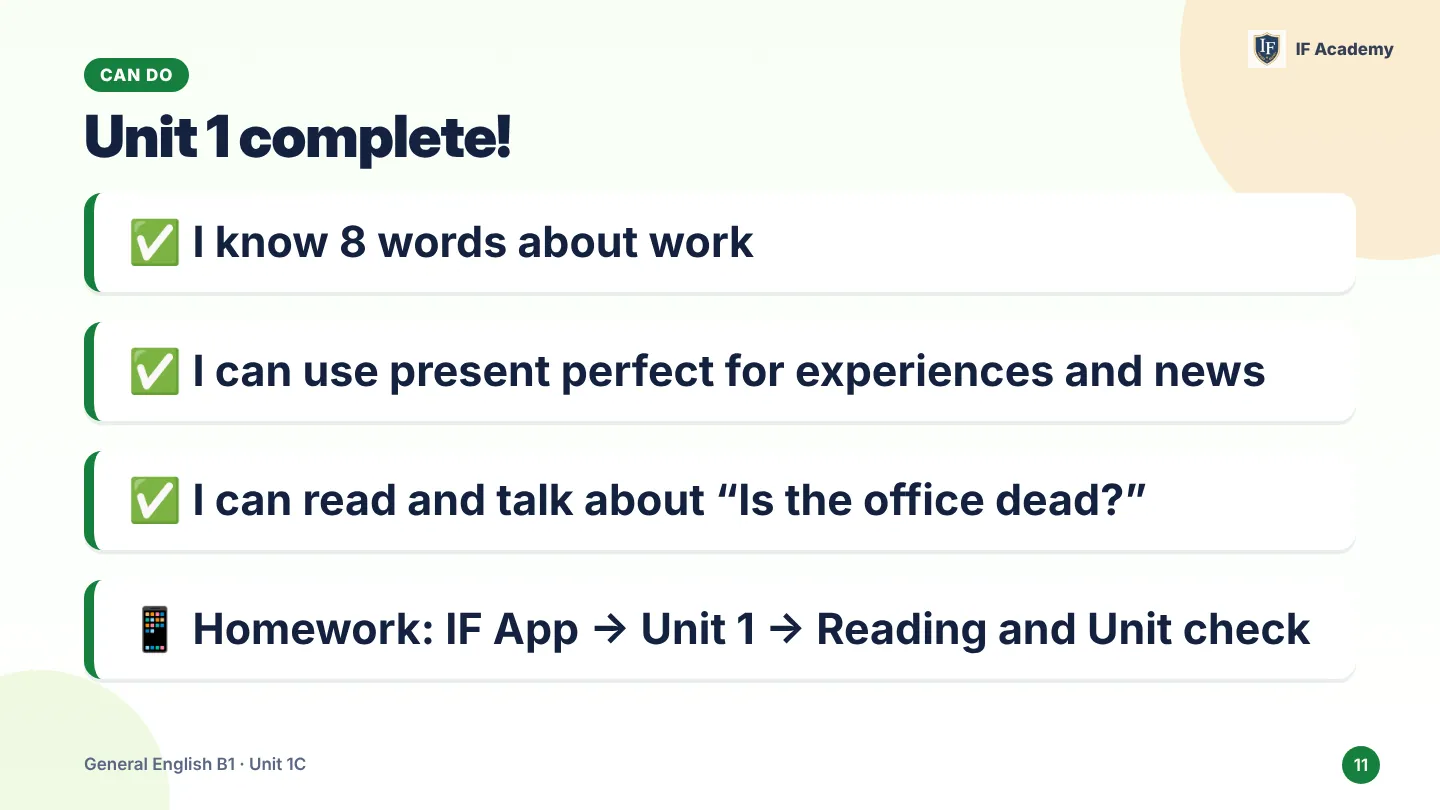 IF
IF Academy
CAN DO
Unit 1 complete!
✅ I know 8 words about work
✅ I can use present perfect for experiences and news
✅ I can read and talk about “Is the office dead?”
📱 Homework: IF App → Unit 1 → Reading and Unit check
General English B1 · Unit 1C
11